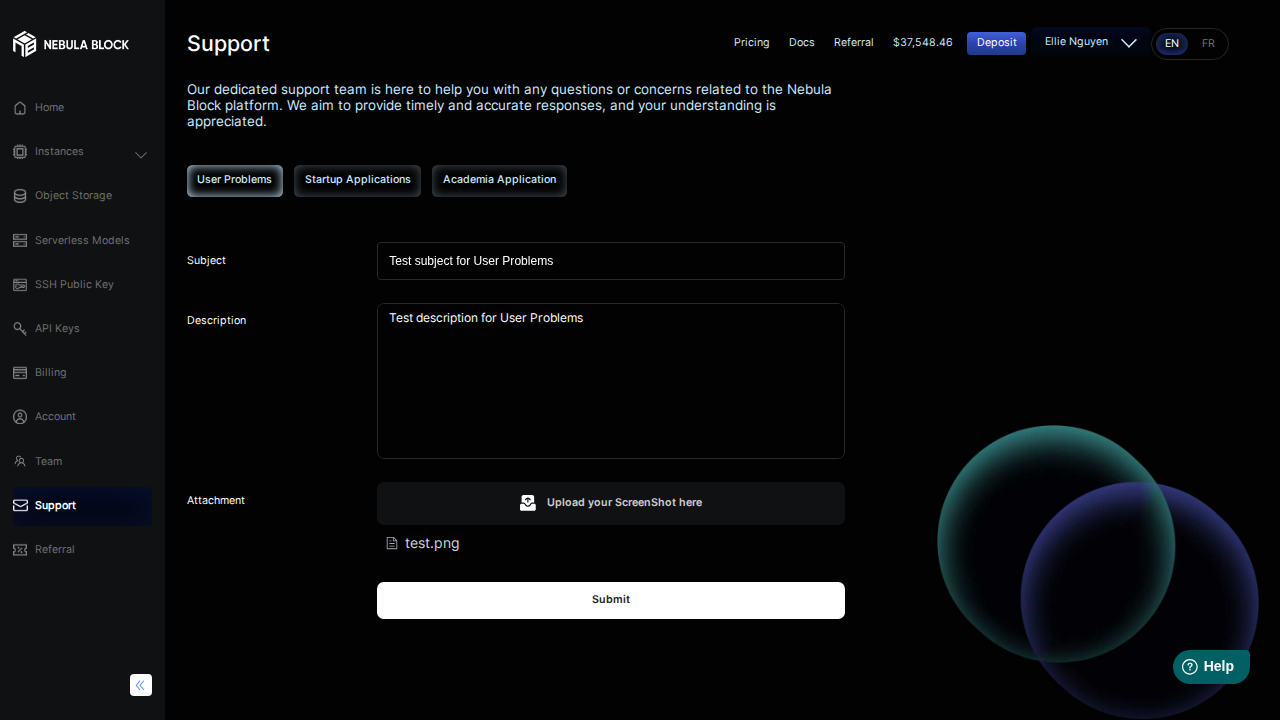 NEBULA BLOCK
Home
Instances
Object Storage
Serverless Models
SSH Public Key
API Keys
Billing
Account
Team
Support
Referral
Support
Pricing
Docs
Referral
$37,548.46
Deposit
Ellie Nguyen
EN
FR
Our dedicated support team is here to help you with any questions or concerns related to the Nebula
Block platform. We aim to provide timely and accurate responses, and your understanding is
appreciated.
User Problems
Startup Applications
Academia Application
Subject
Test subject for User Problems
Description
Test description for User Problems
Attachment
Upload your ScreenShot here
test.png
Submit
Help